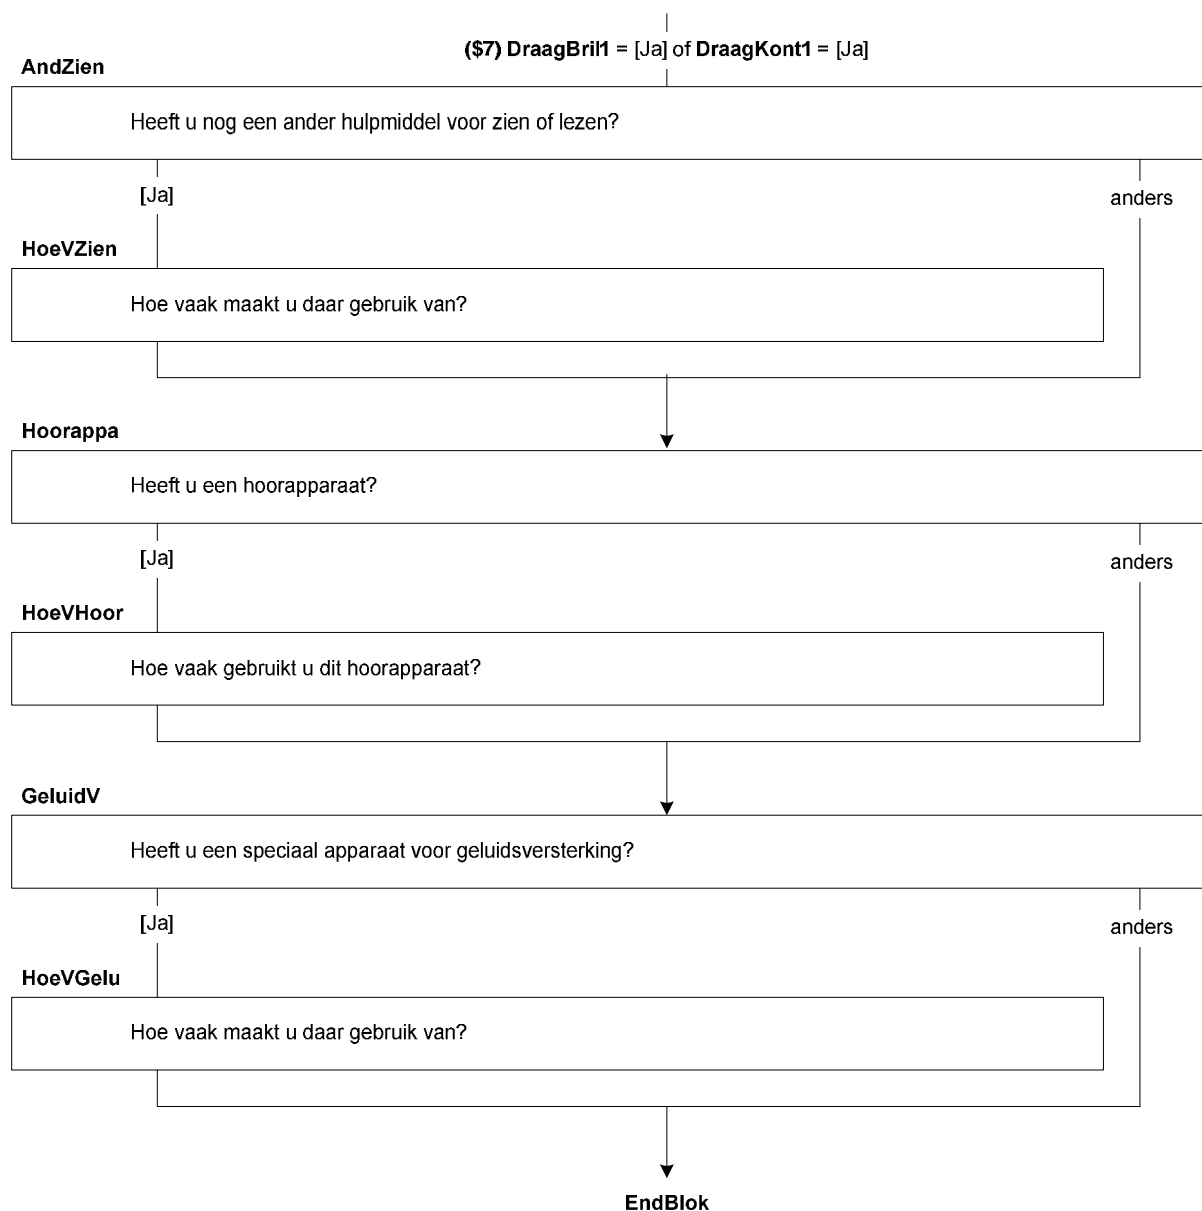 ($7) DraagBril1 = [Ja] of DraagKont1 = [Ja]
AndZien
Heeft u nog een ander hulpmiddel voor zien of lezen?
[Ja]
anders
HoeVZien
Hoe vaak maakt u daar gebruik van?
Hoorappa
Heeft u een hoorapparaat?
[Ja]
anders
HoeVHoor
Hoe vaak gebruikt u dit hoorapparaat?
GeluidV
Heeft u een speciaal apparaat voor geluidsversterking?
[Ja]
anders
HoeVGelu
Hoe vaak maakt u daar gebruik van?
EndBlok